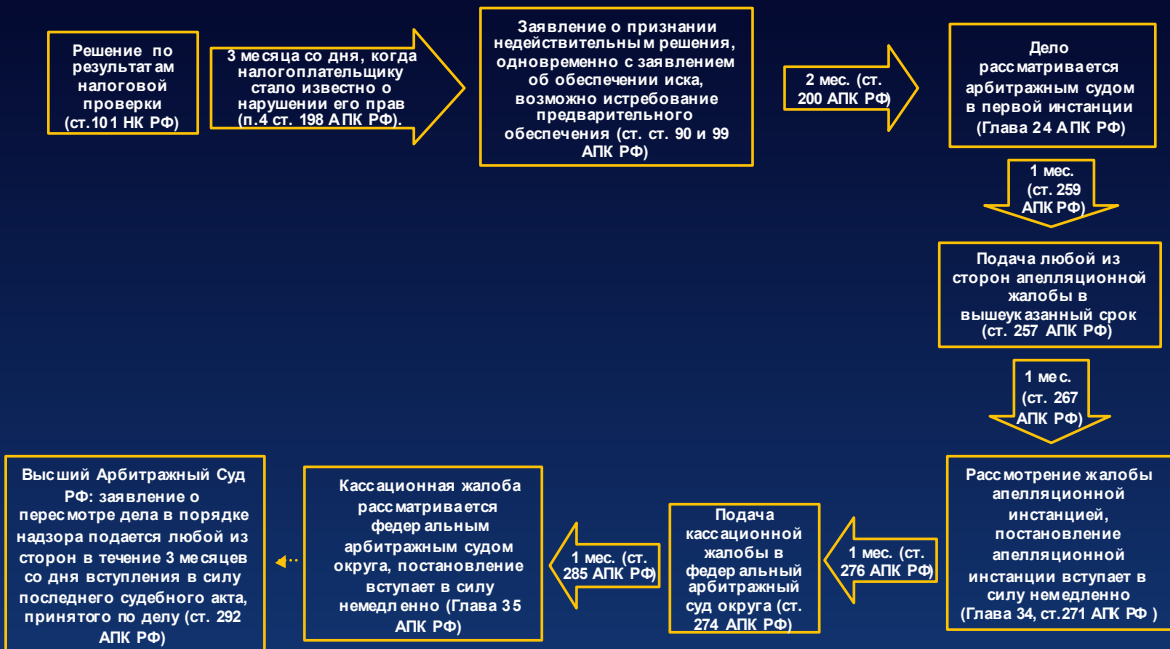 Решение по
результатам
налоговой
проверки
(ст.101 НК РФ)
3 месяца со дня, когда
налогоплательщику
стало известно о
нарушении его прав
(п.4 ст. 198 АПК РФ).
Заявление о признании
недействительным решения,
одновременно с заявлением
об обеспечении иска,
возможно истребование
предварительного
обеспечения (ст. ст. 90 и 99
АПК РФ)
2 мес. (ст.
200 АПК РФ)
Дело
рассматривается
арбитражным судом
в первой инстанции
(Глава 24 АПК РФ)
1 мес.
(ст. 259
АПК РФ)
Подача любой из
сторон апелляционной
жалобы в
вышеуказанный срок
(ст. 257 АПК РФ)
1 мес.
(ст. 267
АПК РФ)
Рассмотрение жалобы
апелляционной
инстанцией,
постановление
апелляционной
инстанции вступает в
силу немедленно
(Глава 34, ст.271 АПК РФ )
1 мес. (ст.
276 АПК РФ)
Подача
кассационной
жалобы в
федеральный
арбитражный
суд округа (ст.
274 АПК РФ)
1 мес. (ст.
285 АПК РФ)
Кассационная жалоба
рассматривается
федеральным
арбитражным судом
округа, постановление
вступает в силу
немедленно (Глава 35
АПК РФ)
Высший Арбитражный Суд
РФ: заявление о
пересмотре дела в порядке
надзора подается любой из
сторон в течение 3 месяцев
со дня вступления в силу
последнего судебного акта,
принятого по делу (ст. 292
АПК РФ)